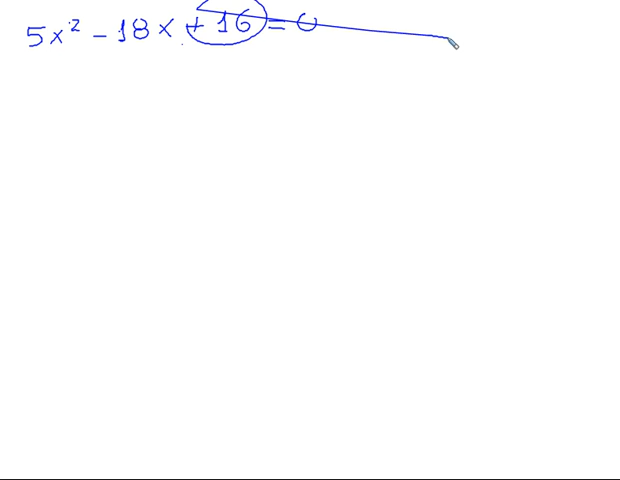 5x² - 18x + 16 = 0